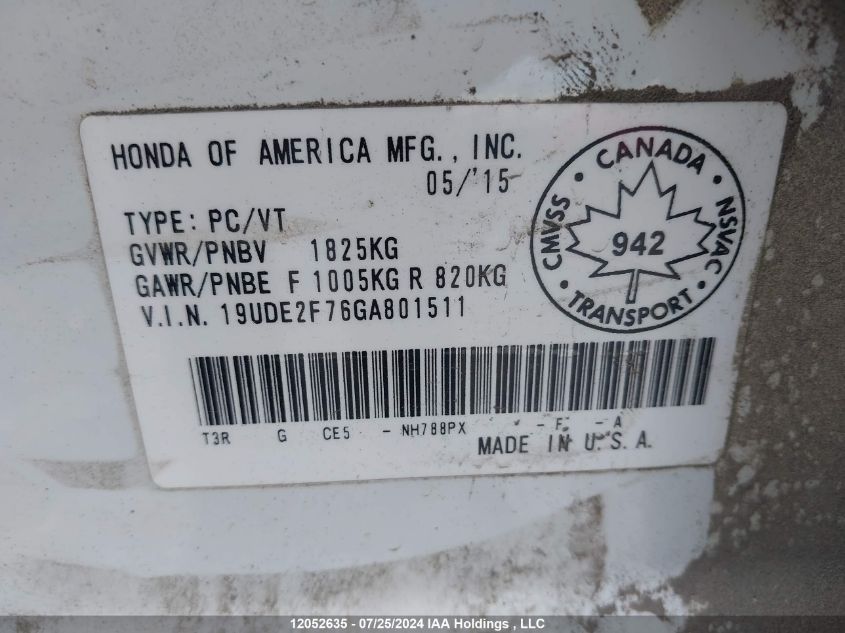 HONDA OF AMERICA MFG., INC.
05/'15
TYPE: PC/VT
GVWR/PNBV 1825KG
GAWR/PNBE F 1005KG R 820KG
V.I.N. 19UDE2F76GA801511
CANADA
CMVSS
NSVAC
942
TRANSPORT
T3R G CE5 - NH788PX - F - A
MADE IN U.S.A.
12052635 - 07/25/2024 IAA Holdings, LLC